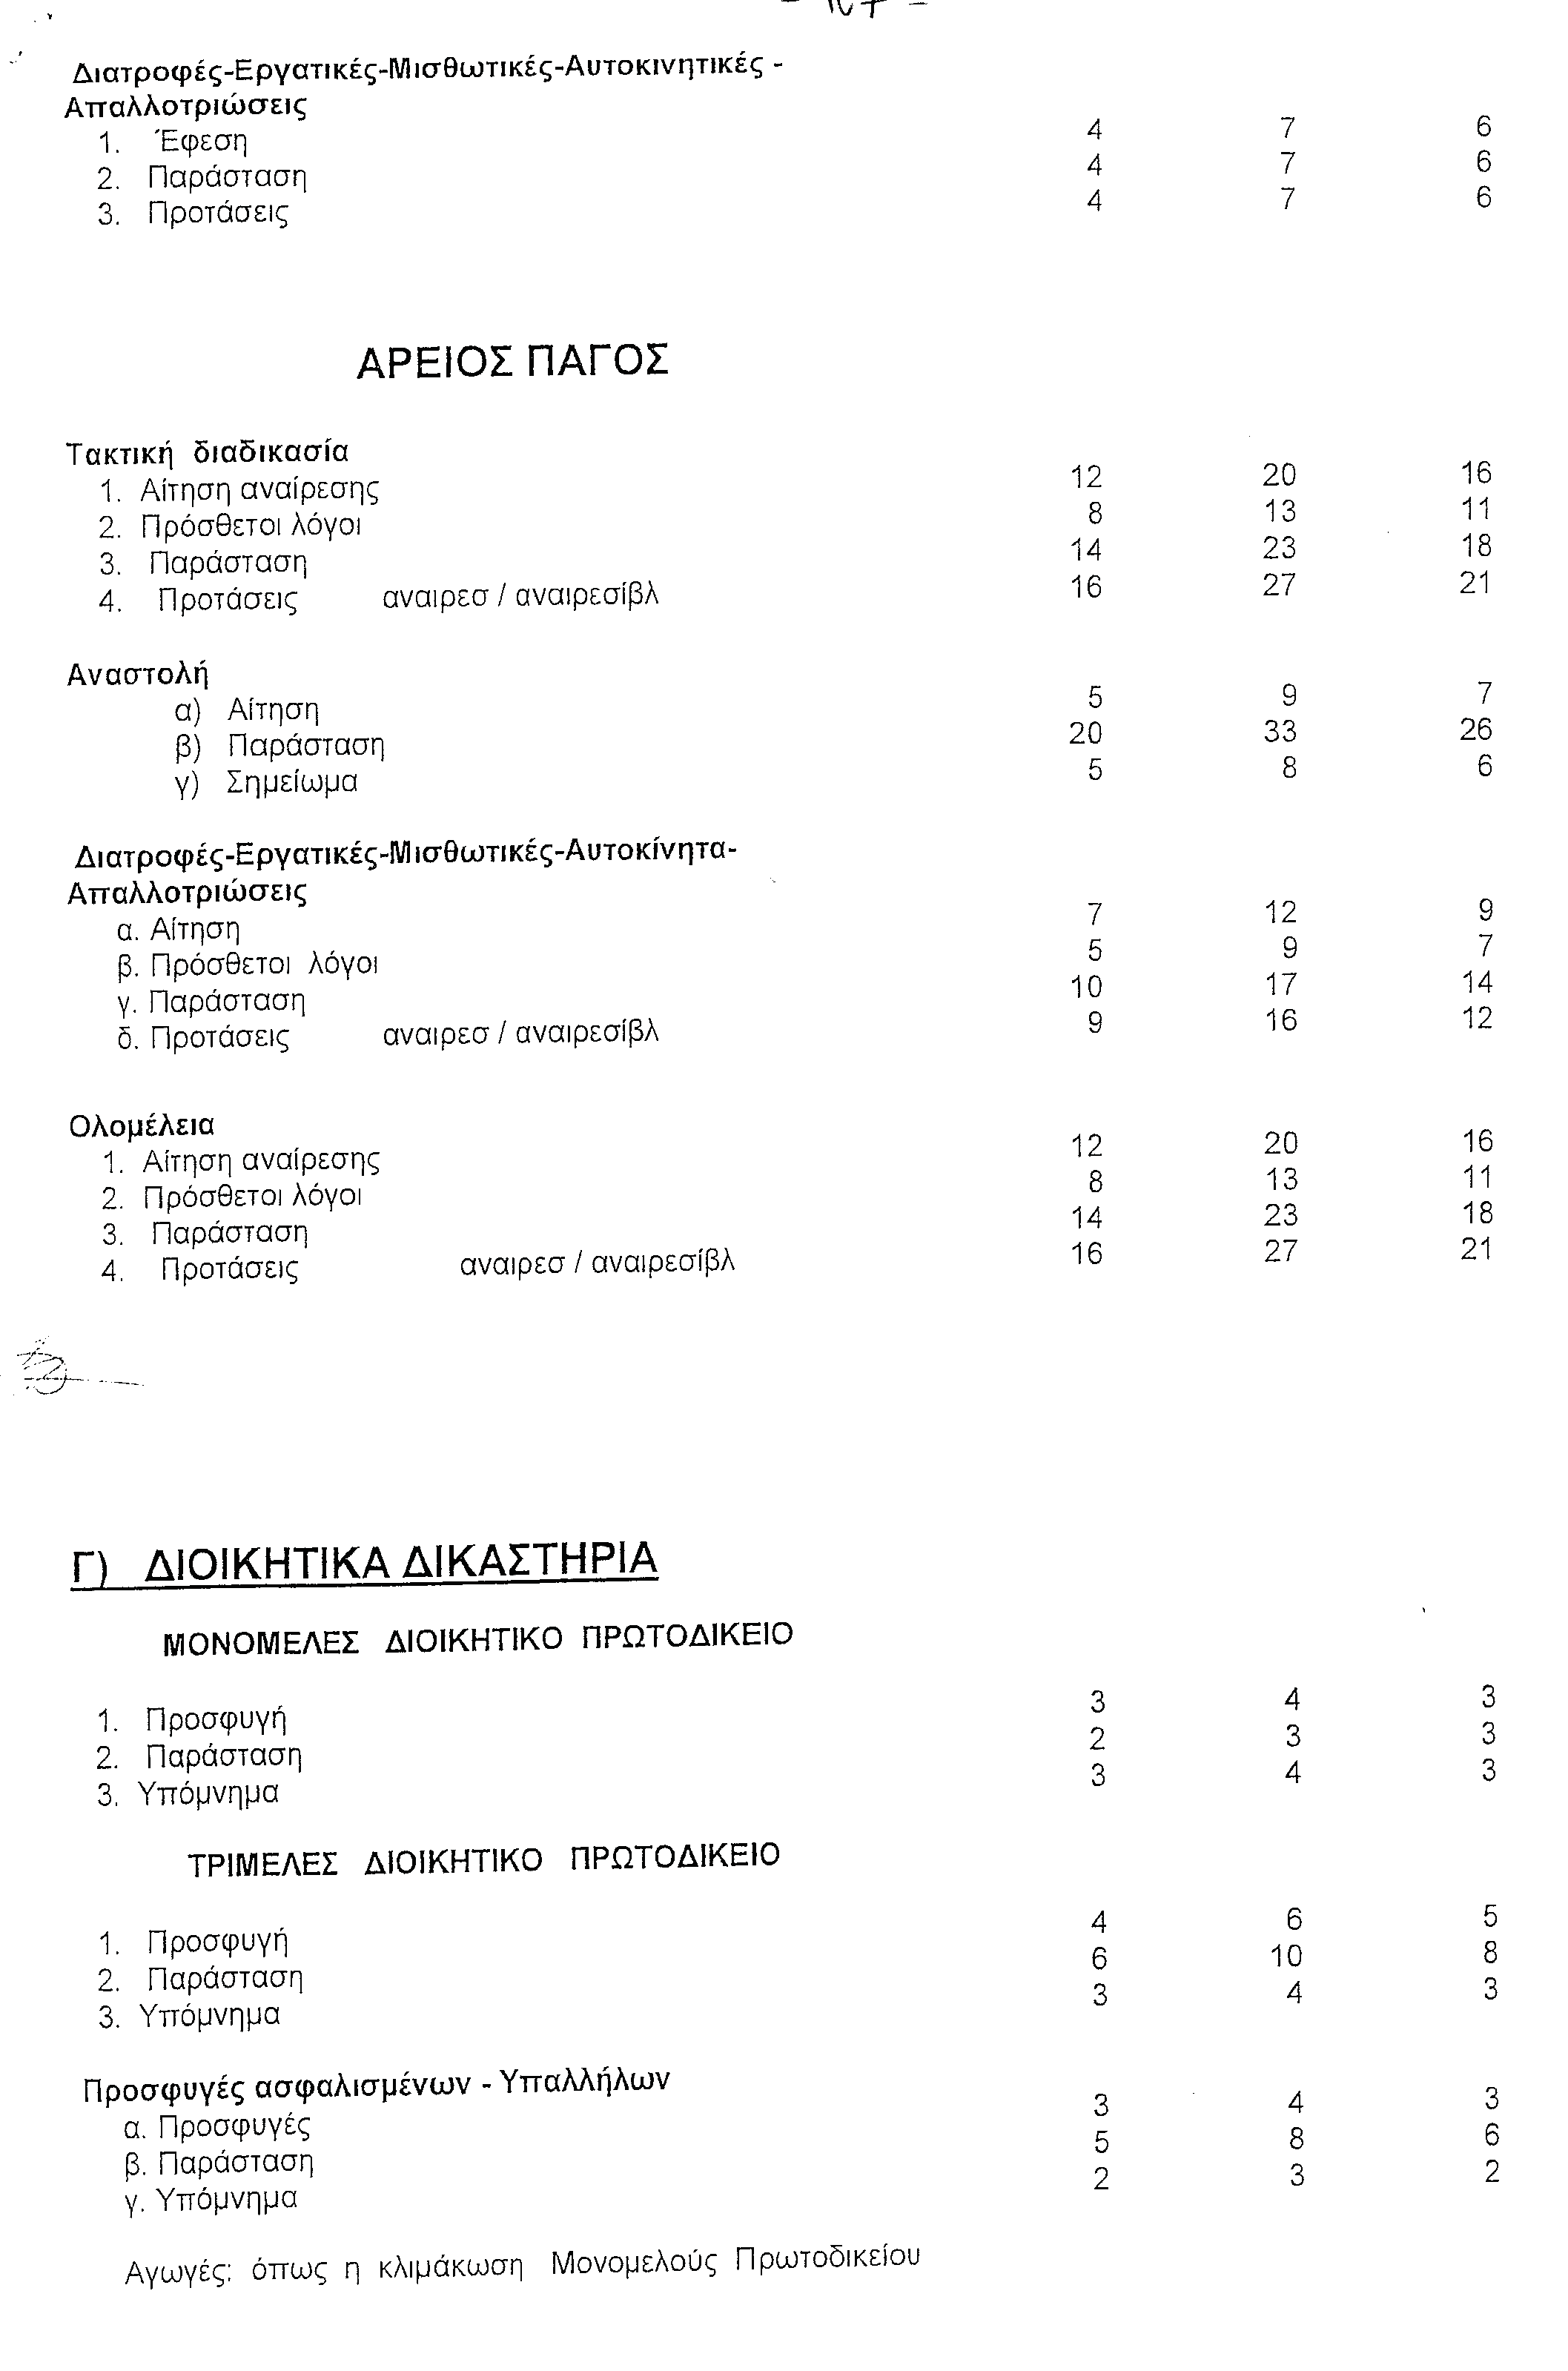 Διατροφές-Εργατικές-Μισθωτικές-Αυτοκινητικές -
Απαλλοτριώσεις
1. Έφεση 4 7 6
2. Παράσταση 4 7 6
3. Προτάσεις 4 7 6
ΑΡΕΙΟΣ ΠΑΓΟΣ
Τακτική διαδικασία
1. Αίτηση αναίρεσης 12 20 16
2. Πρόσθετοι λόγοι 8 13 11
3. Παράσταση 14 23 18
4. Προτάσεις αναιρεσ / αναιρεσίβλ 16 27 21
Αναστολή
α) Αίτηση 5 9 7
β) Παράσταση 20 33 26
γ) Σημείωμα 5 8 6
Διατροφές-Εργατικές-Μισθωτικές-Αυτοκίνητα-
Απαλλοτριώσεις
α. Αίτηση 7 12 9
β. Πρόσθετοι λόγοι 5 9 7
γ. Παράσταση 10 17 14
δ. Προτάσεις αναιρεσ / αναιρεσίβλ 9 16 12
Ολομέλεια
1. Αίτηση αναίρεσης 12 20 16
2. Πρόσθετοι λόγοι 8 13 11
3. Παράσταση 14 23 18
4. Προτάσεις αναιρεσ / αναιρεσίβλ 16 27 21
Γ) ΔΙΟΙΚΗΤΙΚΑ ΔΙΚΑΣΤΗΡΙΑ
ΜΟΝΟΜΕΛΕΣ ΔΙΟΙΚΗΤΙΚΟ ΠΡΩΤΟΔΙΚΕΙΟ
1. Προσφυγή 3 4 3
2. Παράσταση 2 3 3
3. Υπόμνημα 3 4 3
ΤΡΙΜΕΛΕΣ ΔΙΟΙΚΗΤΙΚΟ ΠΡΩΤΟΔΙΚΕΙΟ
1. Προσφυγή 4 6 5
2. Παράσταση 6 10 8
3. Υπόμνημα 3 4 3
Προσφυγές ασφαλισμένων - Υπαλλήλων
α. Προσφυγές 3 4 3
β. Παράσταση 5 8 6
γ. Υπόμνημα 2 3 2
Αγωγές: όπως η κλιμάκωση Μονομελούς Πρωτοδικείου